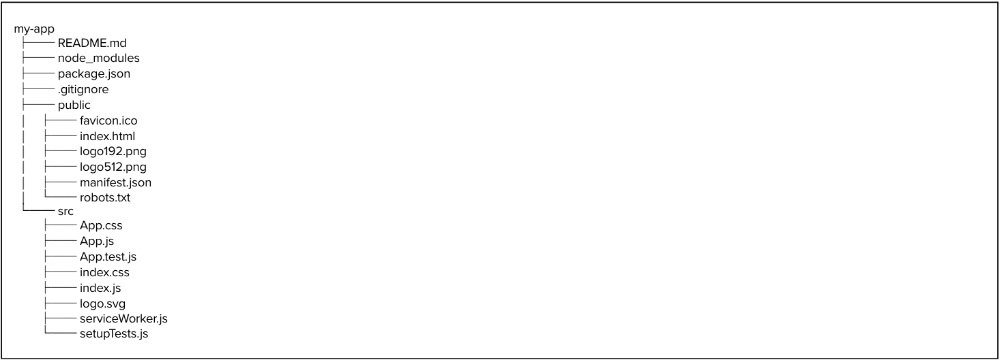 my-app
README.md
node_modules
package.json
.gitignore
public
favicon.ico
index.html
logo192.png
logo512.png
manifest.json
robots.txt
src
App.css
App.js
App.test.js
index.css
index.js
logo.svg
serviceWorker.js
setupTests.js